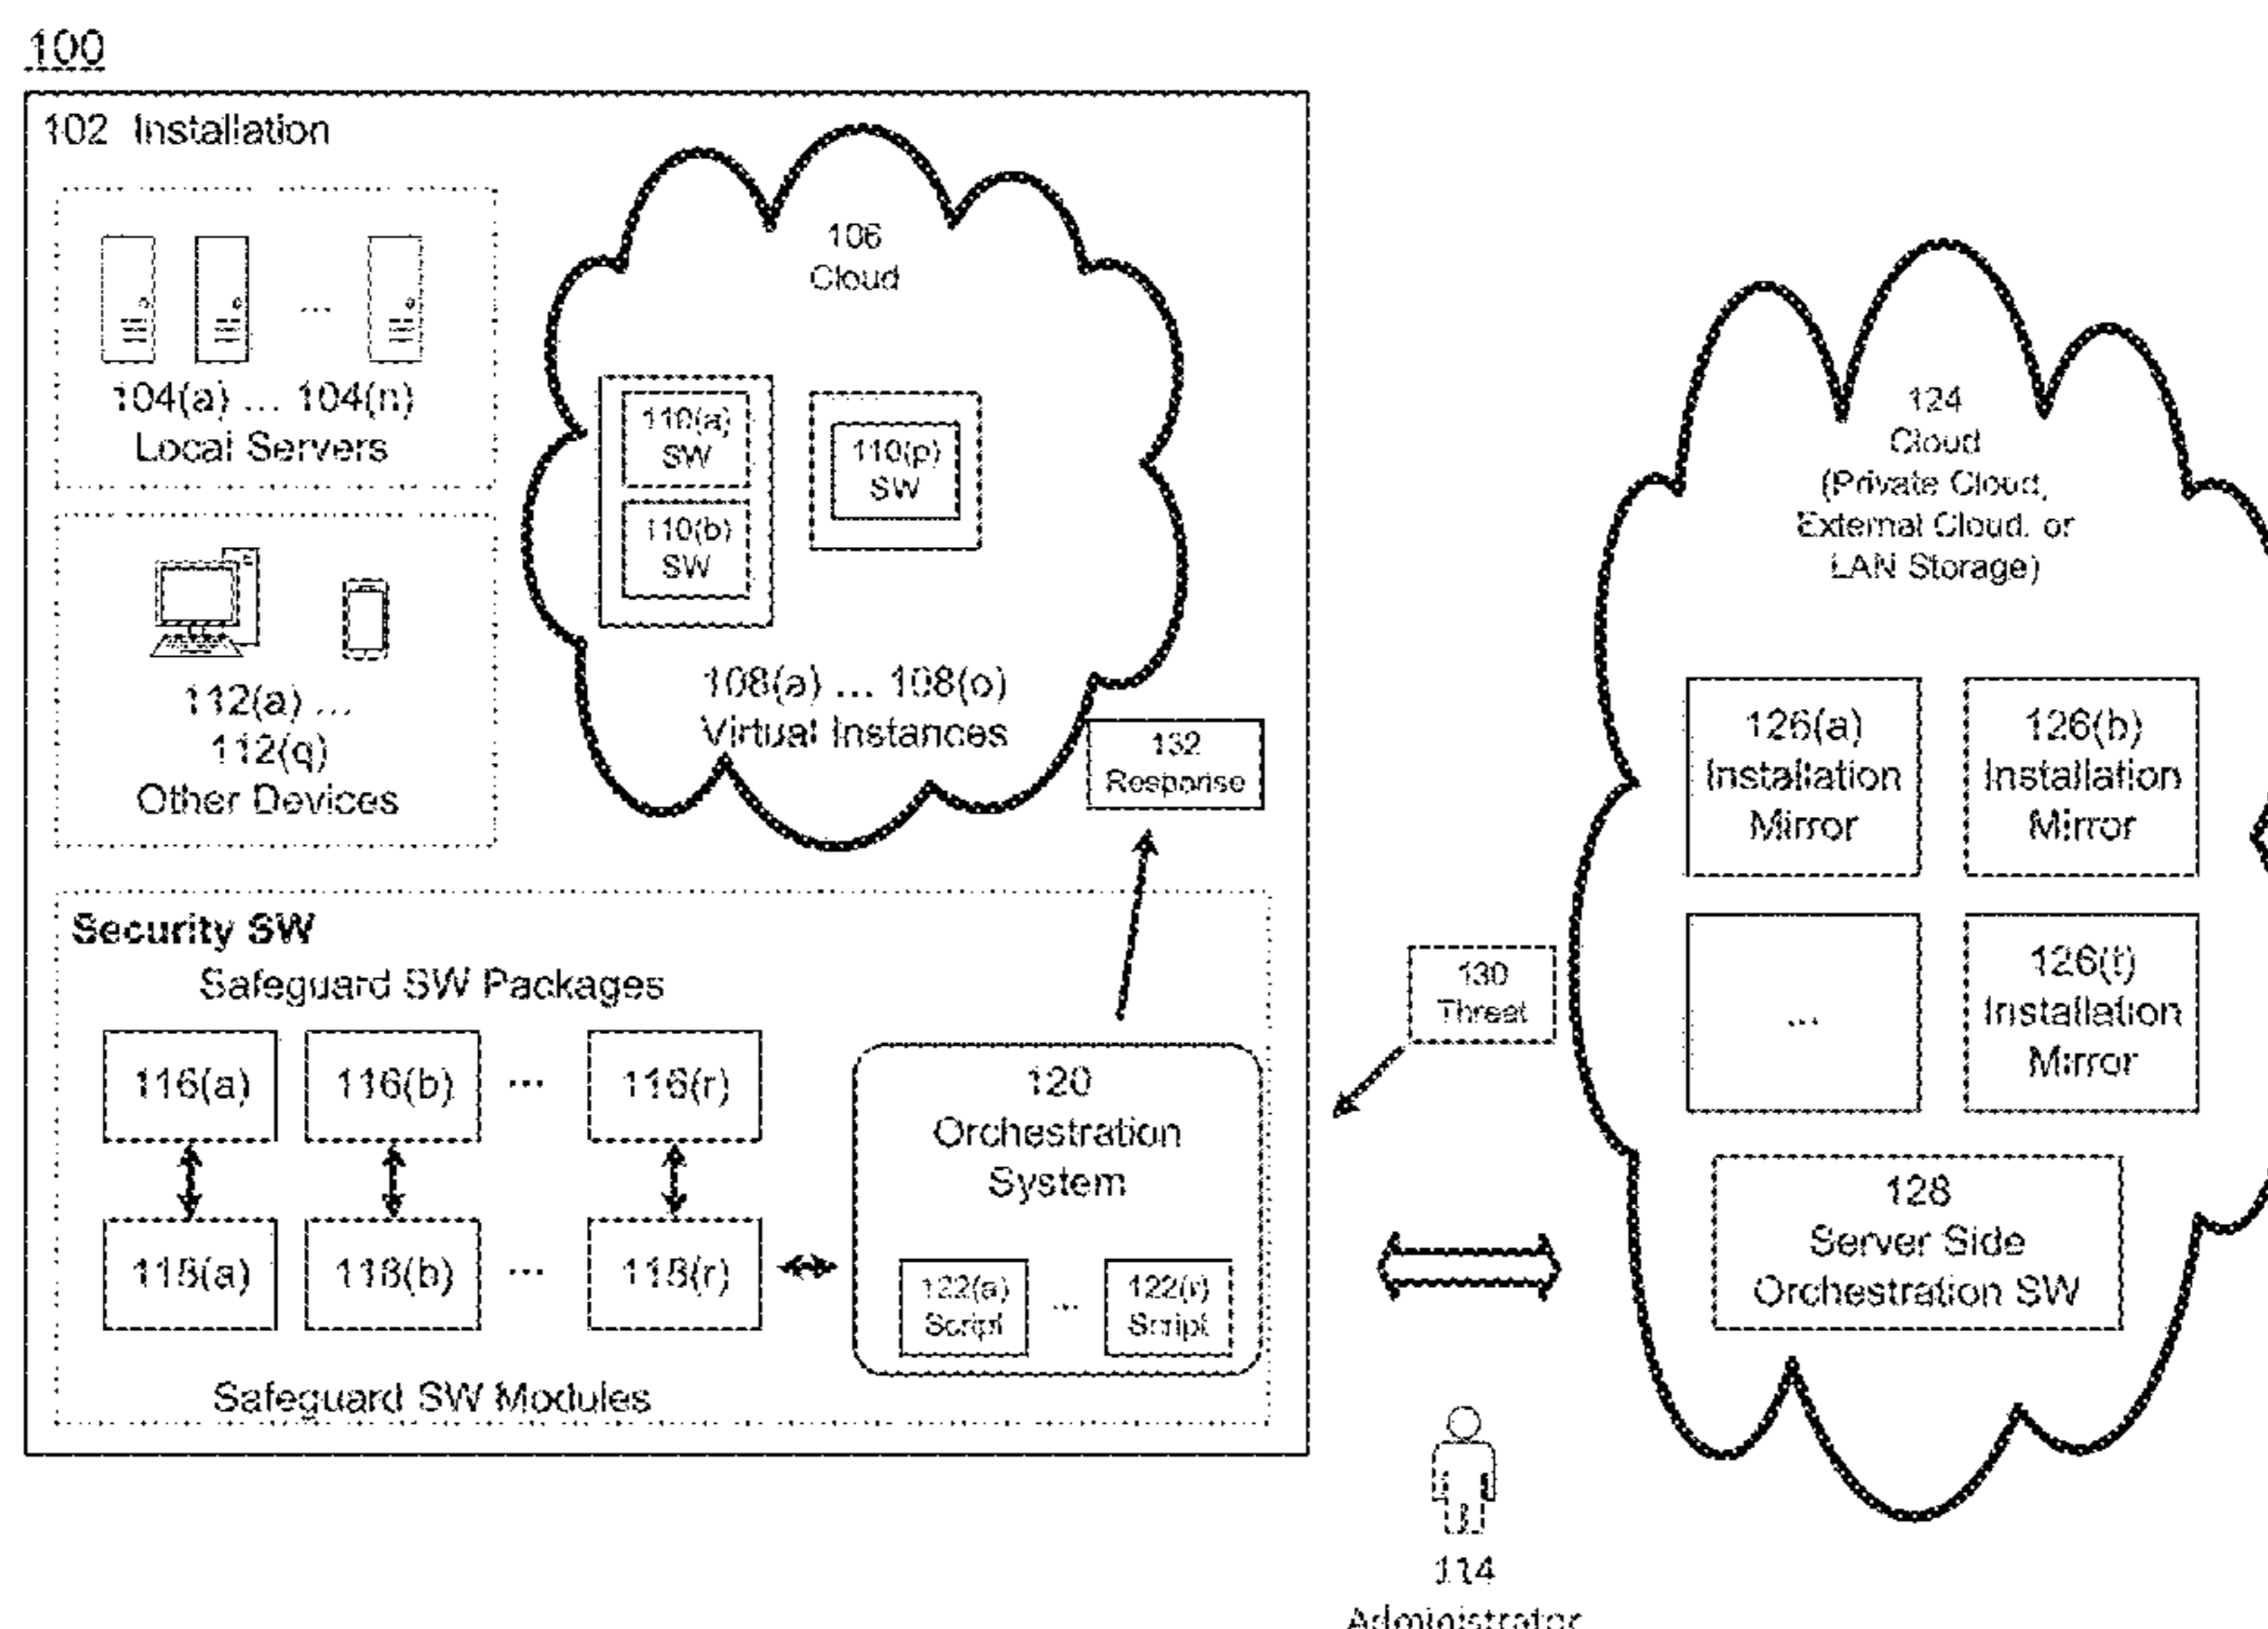 100
102 Installation
104(a) ... 104(n)
Local Servers
112(a) ...
112(q)
Other Devices
106
Cloud
110(a)
SW
110(b)
SW
110(p)
SW
108(a) ... 108(o)
Virtual Instances
132
Response
Security SW
Safeguard SW Packages
116(a)
116(b)
...
116(r)
118(a)
118(b)
...
118(r)
Safeguard SW Modules
120
Orchestration
System
122(a)
Script
...
122(r)
Script
130
Threat
114
Administrator
124
Cloud
(Private Cloud,
External Cloud, or
LAN Storage)
126(a)
Installation
Mirror
126(b)
Installation
Mirror
...
126(t)
Installation
Mirror
128
Server Side
Orchestration SW